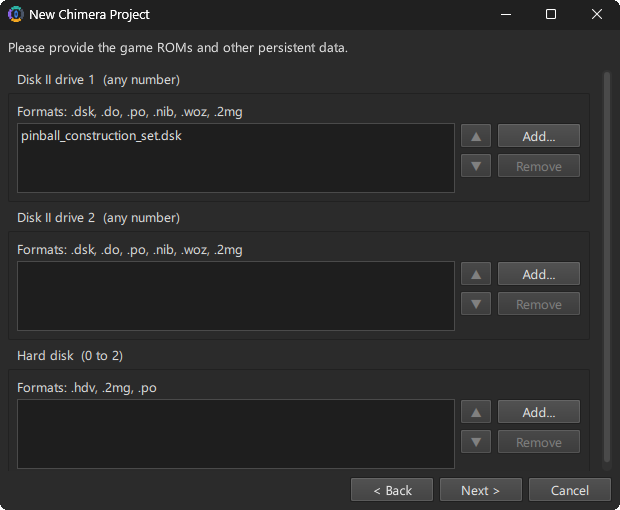 New Chimera Project
Please provide the game ROMs and other persistent data.
Disk II drive 1 (any number)
Formats: .dsk, .do, .po, .nib, .woz, .2mg
pinball_construction_set.dsk
Add...
Remove
Disk II drive 2 (any number)
Formats: .dsk, .do, .po, .nib, .woz, .2mg
Add...
Remove
Hard disk (0 to 2)
Formats: .hdv, .2mg, .po
Add...
Remove
< Back Next > Cancel